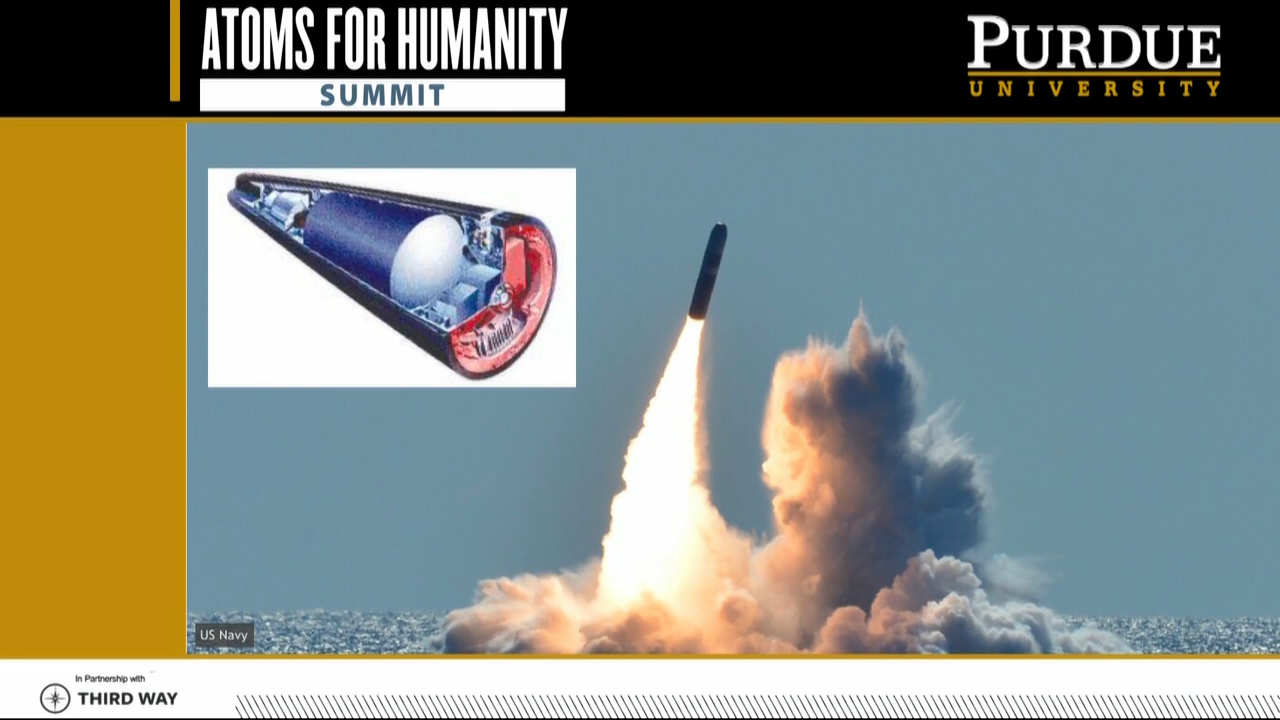 ATOMS FOR HUMANITY
SUMMIT
PURDUE
UNIVERSITY
US Navy
In Partnership with
THIRD WAY